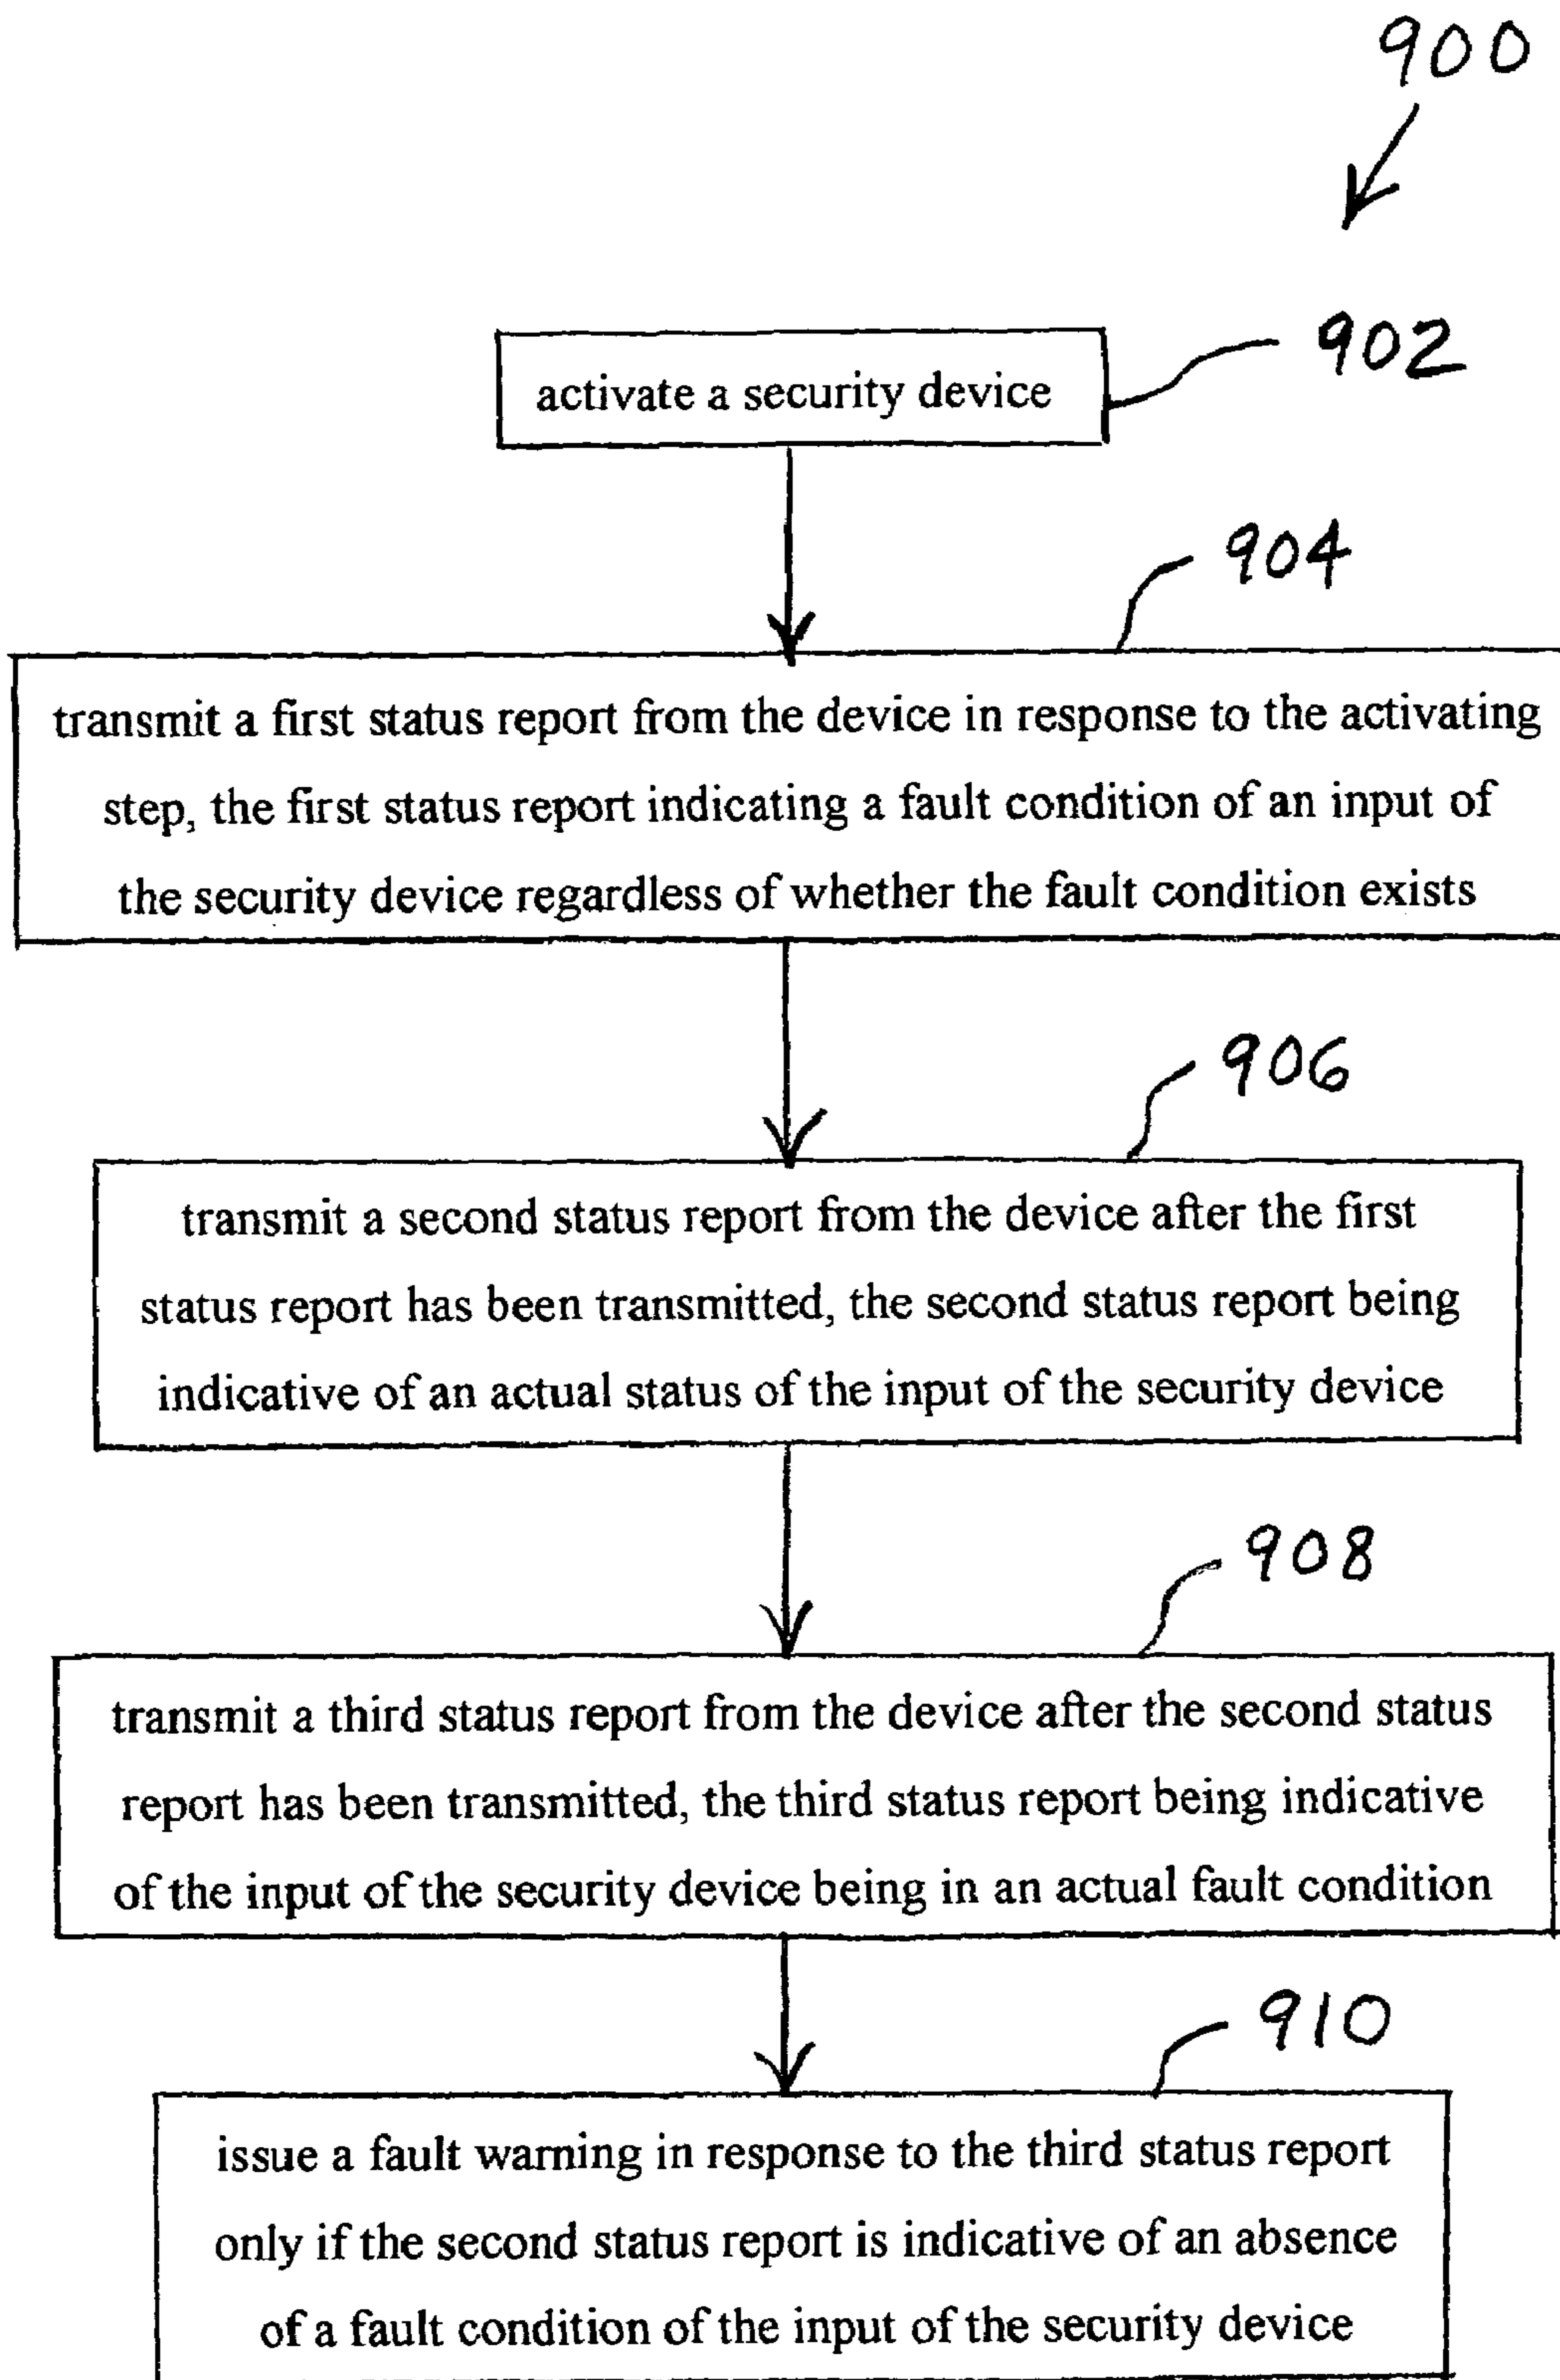 900
902
activate a security device
904
transmit a first status report from the device in response to the activating
step, the first status report indicating a fault condition of an input of
the security device regardless of whether the fault condition exists
906
transmit a second status report from the device after the first
status report has been transmitted, the second status report being
indicative of an actual status of the input of the security device
908
transmit a third status report from the device after the second status
report has been transmitted, the third status report being indicative
of the input of the security device being in an actual fault condition
910
issue a fault warning in response to the third status report
only if the second status report is indicative of an absence
of a fault condition of the input of the security device